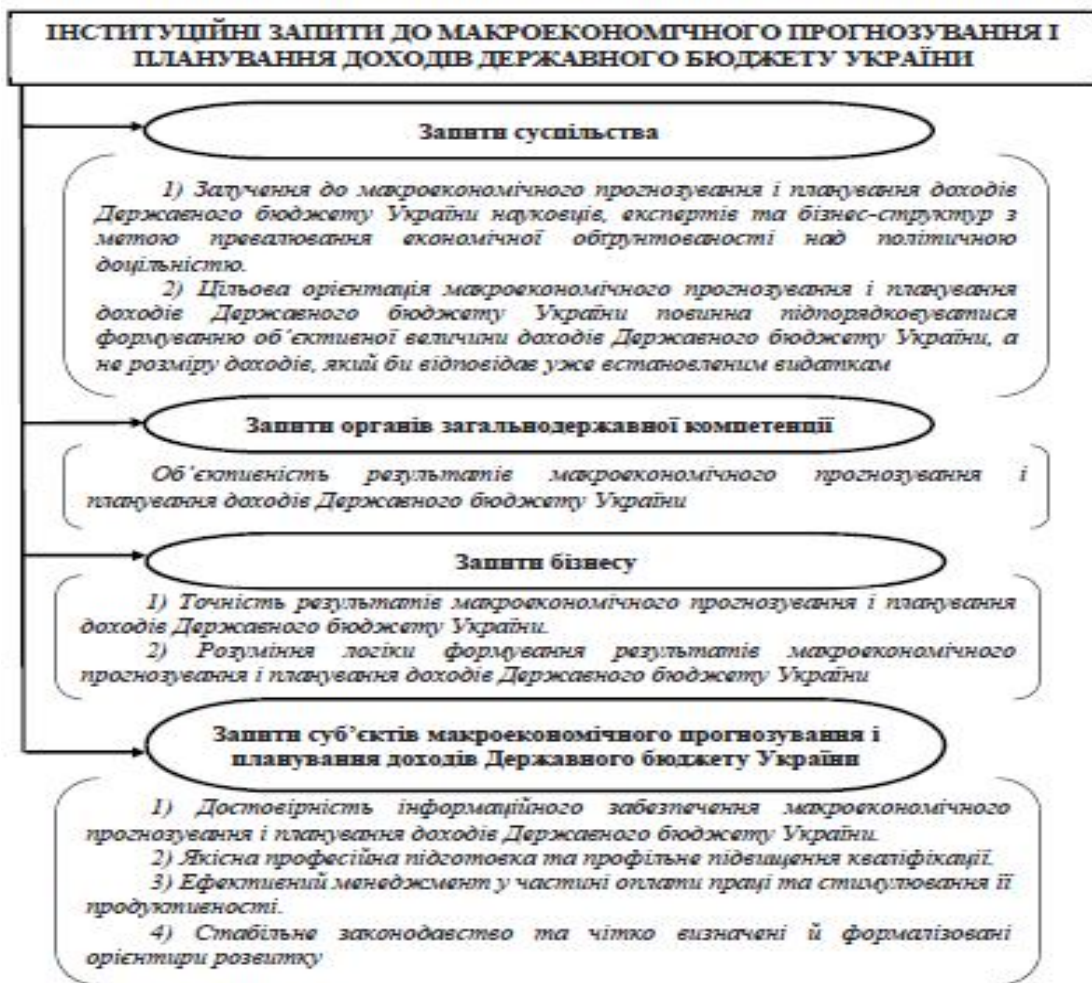 ІНСТИТУЦІЙНІ ЗАПИТИ ДО МАКРОЕКОНОМІЧНОГО ПРОГНОЗУВАННЯ І
ПЛАНУВАННЯ ДОХОДІВ ДЕРЖАВНОГО БЮДЖЕТУ УКРАЇНИ
Запити суспільства
1) Залучення до макроекономічного прогнозування і планування доходів
Державного бюджету України науковців, експертів та бізнес-структур з
метою превалювання економічної обґрунтованості над політичною
доцільністю.
2) Цільова орієнтація макроекономічного прогнозування і планування
доходів Державного бюджету України повинна підпорядковуватися
формуванню об´єктивної величини доходів Державного бюджету України, а
не розміру доходів, який би відповідав уже встановленим видаткам
Запити органів загальнодержавної компетенції
Об´єктивність результатів макроекономічного прогнозування і
планування доходів Державного бюджету України
Запити бізнесу
1) Точність результатів макроекономічного прогнозування і планування
доходів Державного бюджету України.
2) Розуміння логіки формування результатів макроекономічного
прогнозування і планування доходів Державного бюджету України
Запити суб’єктів макроекономічного прогнозування і
планування доходів Державного бюджету України
1) Достовірність інформаційного забезпечення макроекономічного
прогнозування і планування доходів Державного бюджету України.
2) Якісна професійна підготовка та профільне підвищення кваліфікації.
3) Ефективний менеджмент у частині оплати праці та стимулювання її
продуктивності.
4) Стабільне законодавство та чітко визначені й формалізовані
орієнтири розвитку